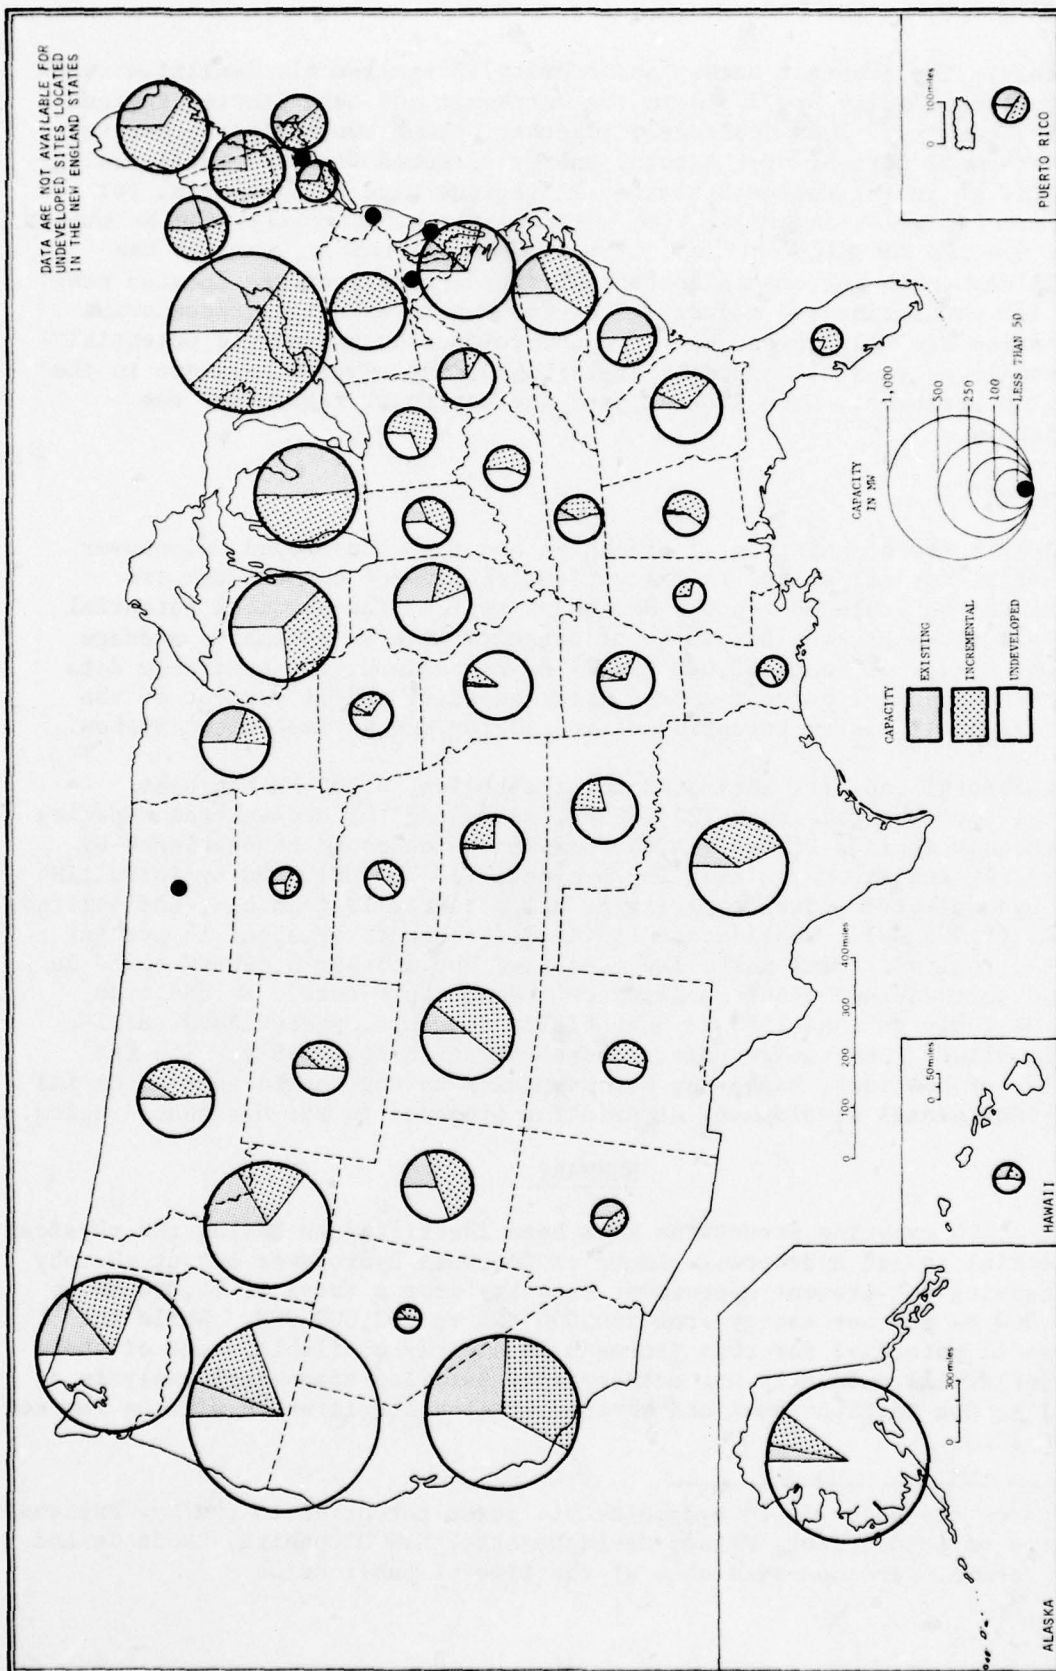 DATA ARE NOT AVAILABLE FOR
UNDEVELOPED SITES LOCATED
IN THE NEW ENGLAND STATES
0 100miles
PUERTO RICO
CAPACITY
IN MW
1,000
500
250
100
LESS THAN 50
CAPACITY
EXISTING
INCREMENTAL
UNDEVELOPED
0 100 200 300 400miles
0 50miles
HAWAII
0 300miles
ALASKA